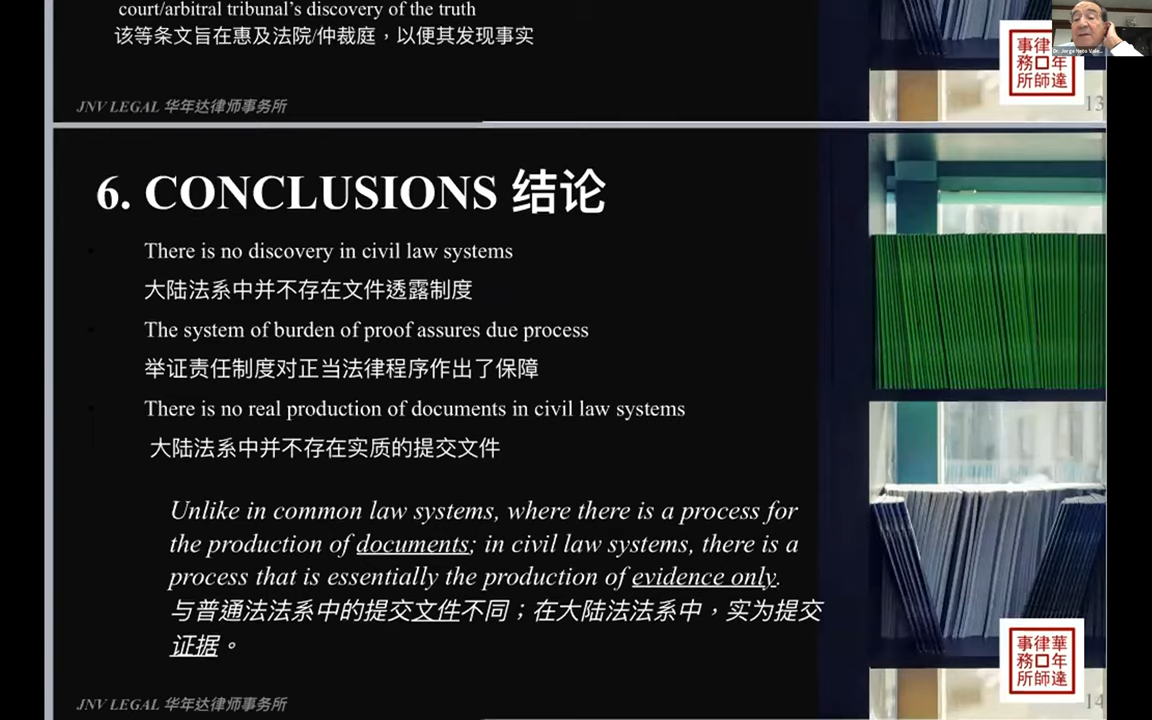 court/arbitral tribunal's discovery of the truth
该等条文旨在惠及法院/仲裁庭，以便其发现事实
事律華
務口年
所師達
JNV LEGAL 华年达律师事务所
13
6. CONCLUSIONS 结论
There is no discovery in civil law systems
大陆法系中并不存在文件透露制度
The system of burden of proof assures due process
举证责任制度对正当法律程序作出了保障
There is no real production of documents in civil law systems
大陆法系中并不存在实质的提交文件
Unlike in common law systems, where there is a process for
the production of documents; in civil law systems, there is a
process that is essentially the production of evidence only.
与普通法法系中的提交文件不同；在大陆法法系中，实为提交
证据。
事律華
務口年
所師達
JNV LEGAL 华年达律师事务所
14